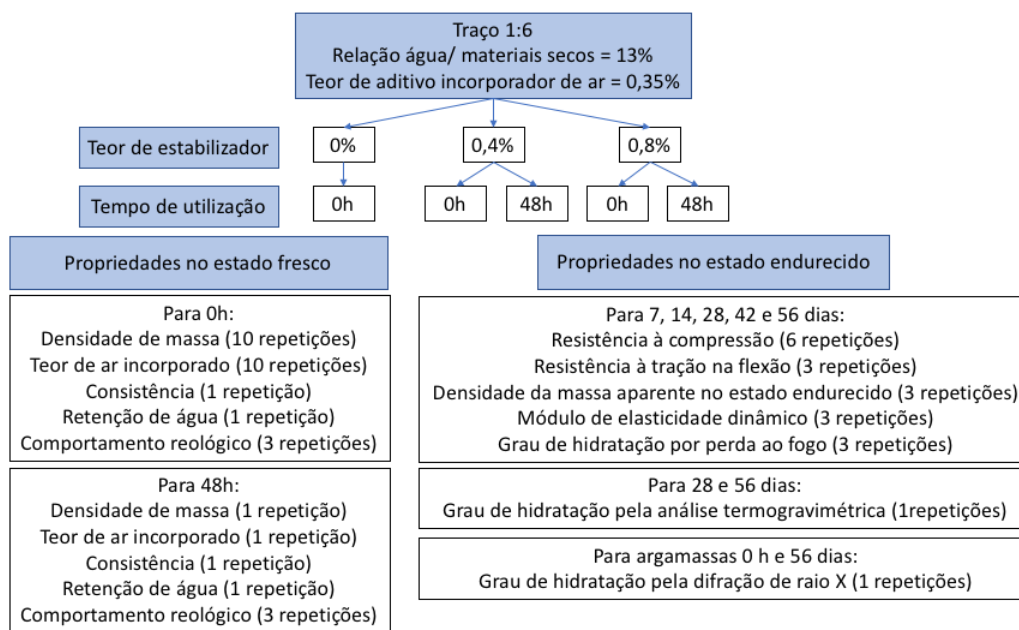 Traço 1:6
Relação água/ materiais secos = 13%
Teor de aditivo incorporador de ar = 0,35%
Teor de estabilizador
0%
0,4%
0,8%
Tempo de utilização
0h
0h
48h
0h
48h
Propriedades no estado fresco
Para 0h:
Densidade de massa (10 repetições)
Teor de ar incorporado (10 repetições)
Consistência (1 repetição)
Retenção de água (1 repetição)
Comportamento reológico (3 repetições)
Para 48h:
Densidade de massa (1 repetição)
Teor de ar incorporado (1 repetição)
Consistência (1 repetição)
Retenção de água (1 repetição)
Comportamento reológico (3 repetições)
Propriedades no estado endurecido
Para 7, 14, 28, 42 e 56 dias:
Resistência à compressão (6 repetições)
Resistência à tração na flexão (3 repetições)
Densidade da massa aparente no estado endurecido (3 repetições)
Módulo de elasticidade dinâmico (3 repetições)
Grau de hidratação por perda ao fogo (3 repetições)
Para 28 e 56 dias:
Grau de hidratação pela análise termogravimétrica (1repetições)
Para argamassas 0 h e 56 dias:
Grau de hidratação pela difração de raio X (1 repetições)